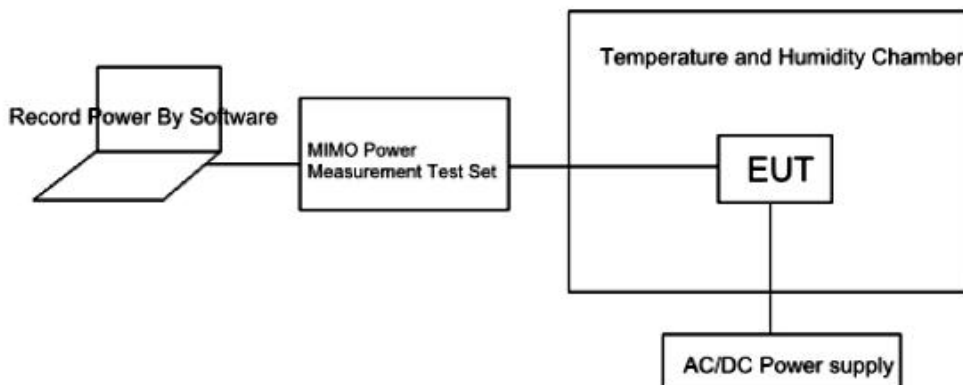 Temperature and Humidity Chamber
Record Power By Software
MIMO Power
Measurement Test Set
EUT
AC/DC Power supply